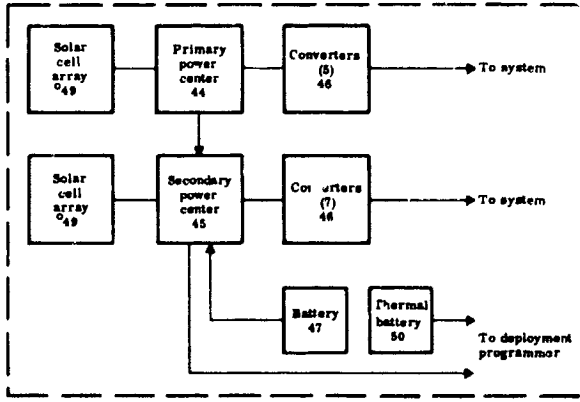 Solar
cell
array
°49
Primary
power
center
44
Converters
(5)
46
To system
Solar
cell
array
°49
Secondary
power
center
45
Converters
(7)
46
To system
Battery
47
Thermal
battery
50
To deployment
programmer